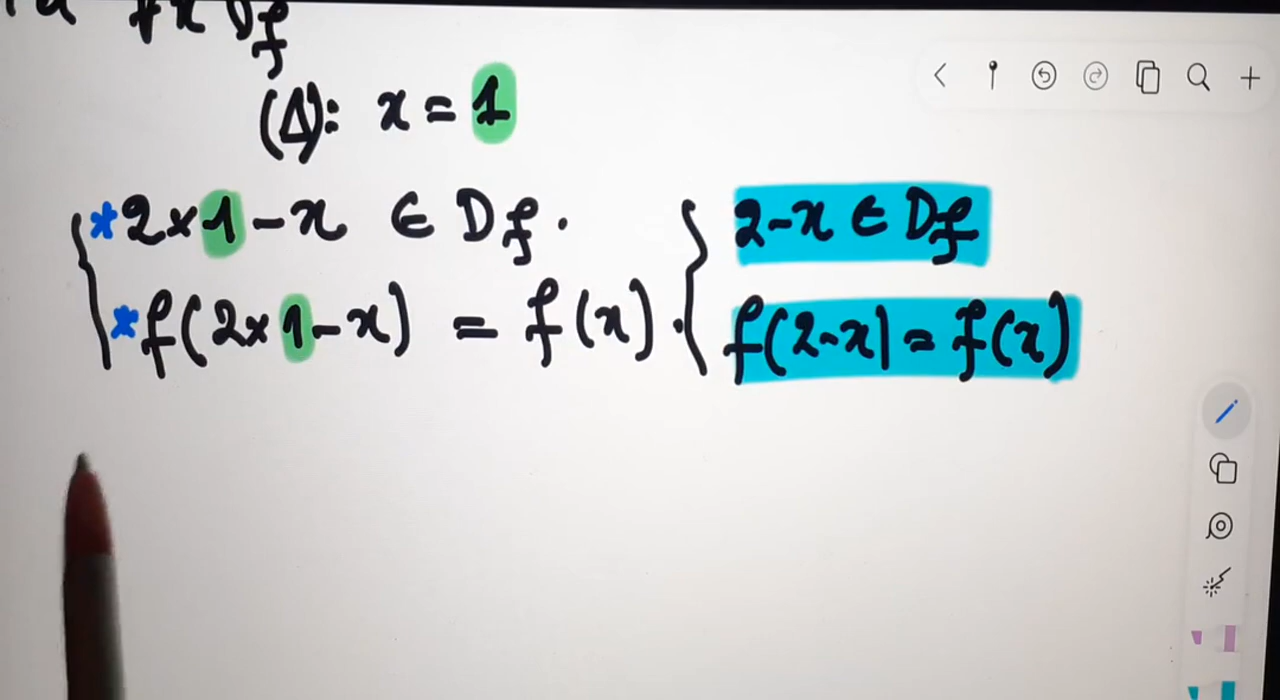 ∀x Df
(Δ): x = 1
*2×1-x ∈ Df. { 2-x ∈ Df
*f(2×1-x) = f(x). { f(2-x) = f(x)